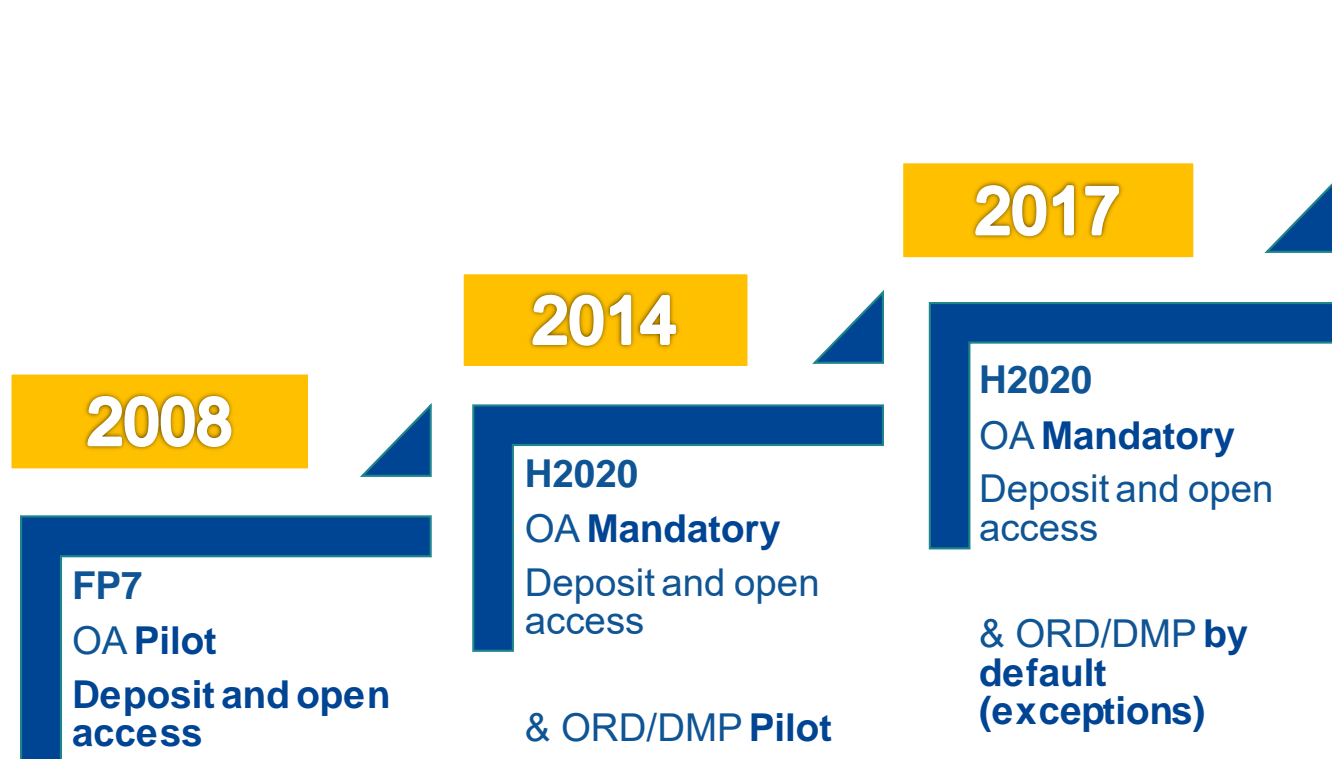 2008
FP7
OA Pilot
Deposit and open
access
2014
H2020
OA Mandatory
Deposit and open
access
& ORD/DMP Pilot
2017
H2020
OA Mandatory
Deposit and open
access
& ORD/DMP by
default
(exceptions)